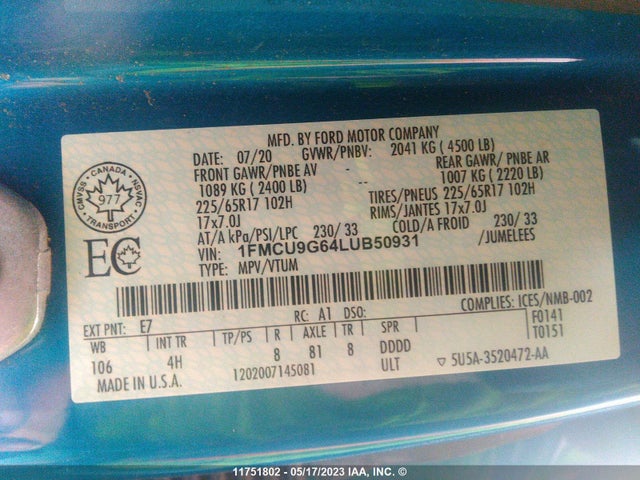 MFD. BY FORD MOTOR COMPANY
DATE: 07/20 GVWR/PNBV: 2041 KG ( 4500 LB)
FRONT GAWR/PNBE AV -- REAR GAWR/ PNBE AR
1089 KG ( 2400 LB) 1007 KG ( 2220 LB)
225/65R17 102H TIRES/PNEUS 225/65R17 102H
17x7.0J RIMS/JANTES 17x7.0J
AT/A kPa/PSI/LPC 230/ 33 COLD/A FROID 230/ 33
VIN: 1FMCU9G64LUB50931 /JUMELEES
TYPE: MPV/VTUM
CMVSS CANADA NSVAC
977
TRANSPORT
EC
COMPLIES: ICES/NMB-002
EXT PNT: E7 RC: A1 DSO: F0141
WB INT TR TP/PS R AXLE TR SPR T0151
106 4H 8 81 8 DDDD
MADE IN U.S.A. 1202007145081 ULT 5U5A-3520472-AA
11751802 - 05/17/2023 IAA, INC. ©